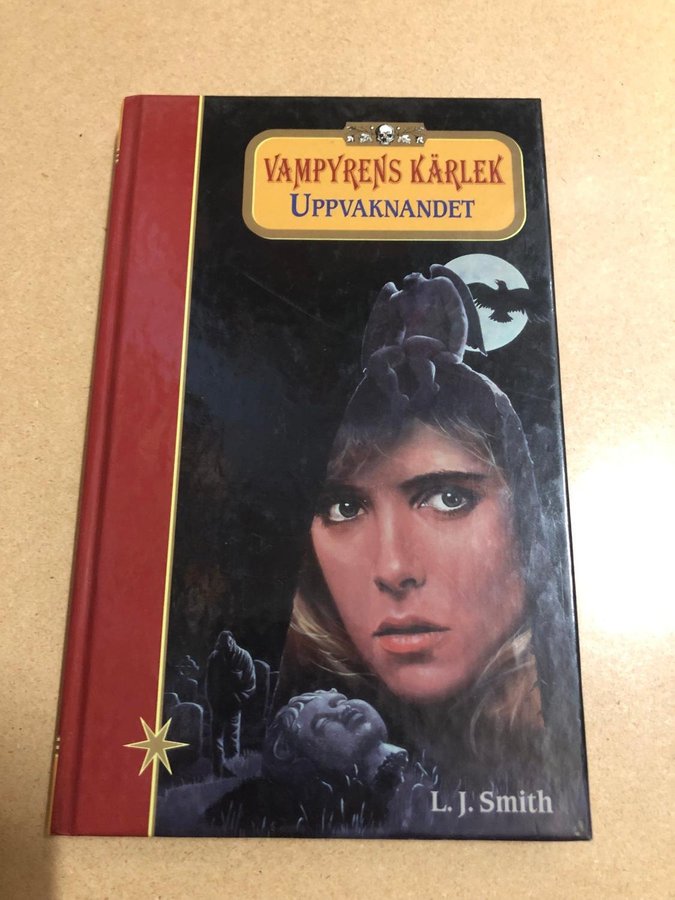 VAMPYRENS KÄRLEK
UPPVAKNANDET
L. J. Smith